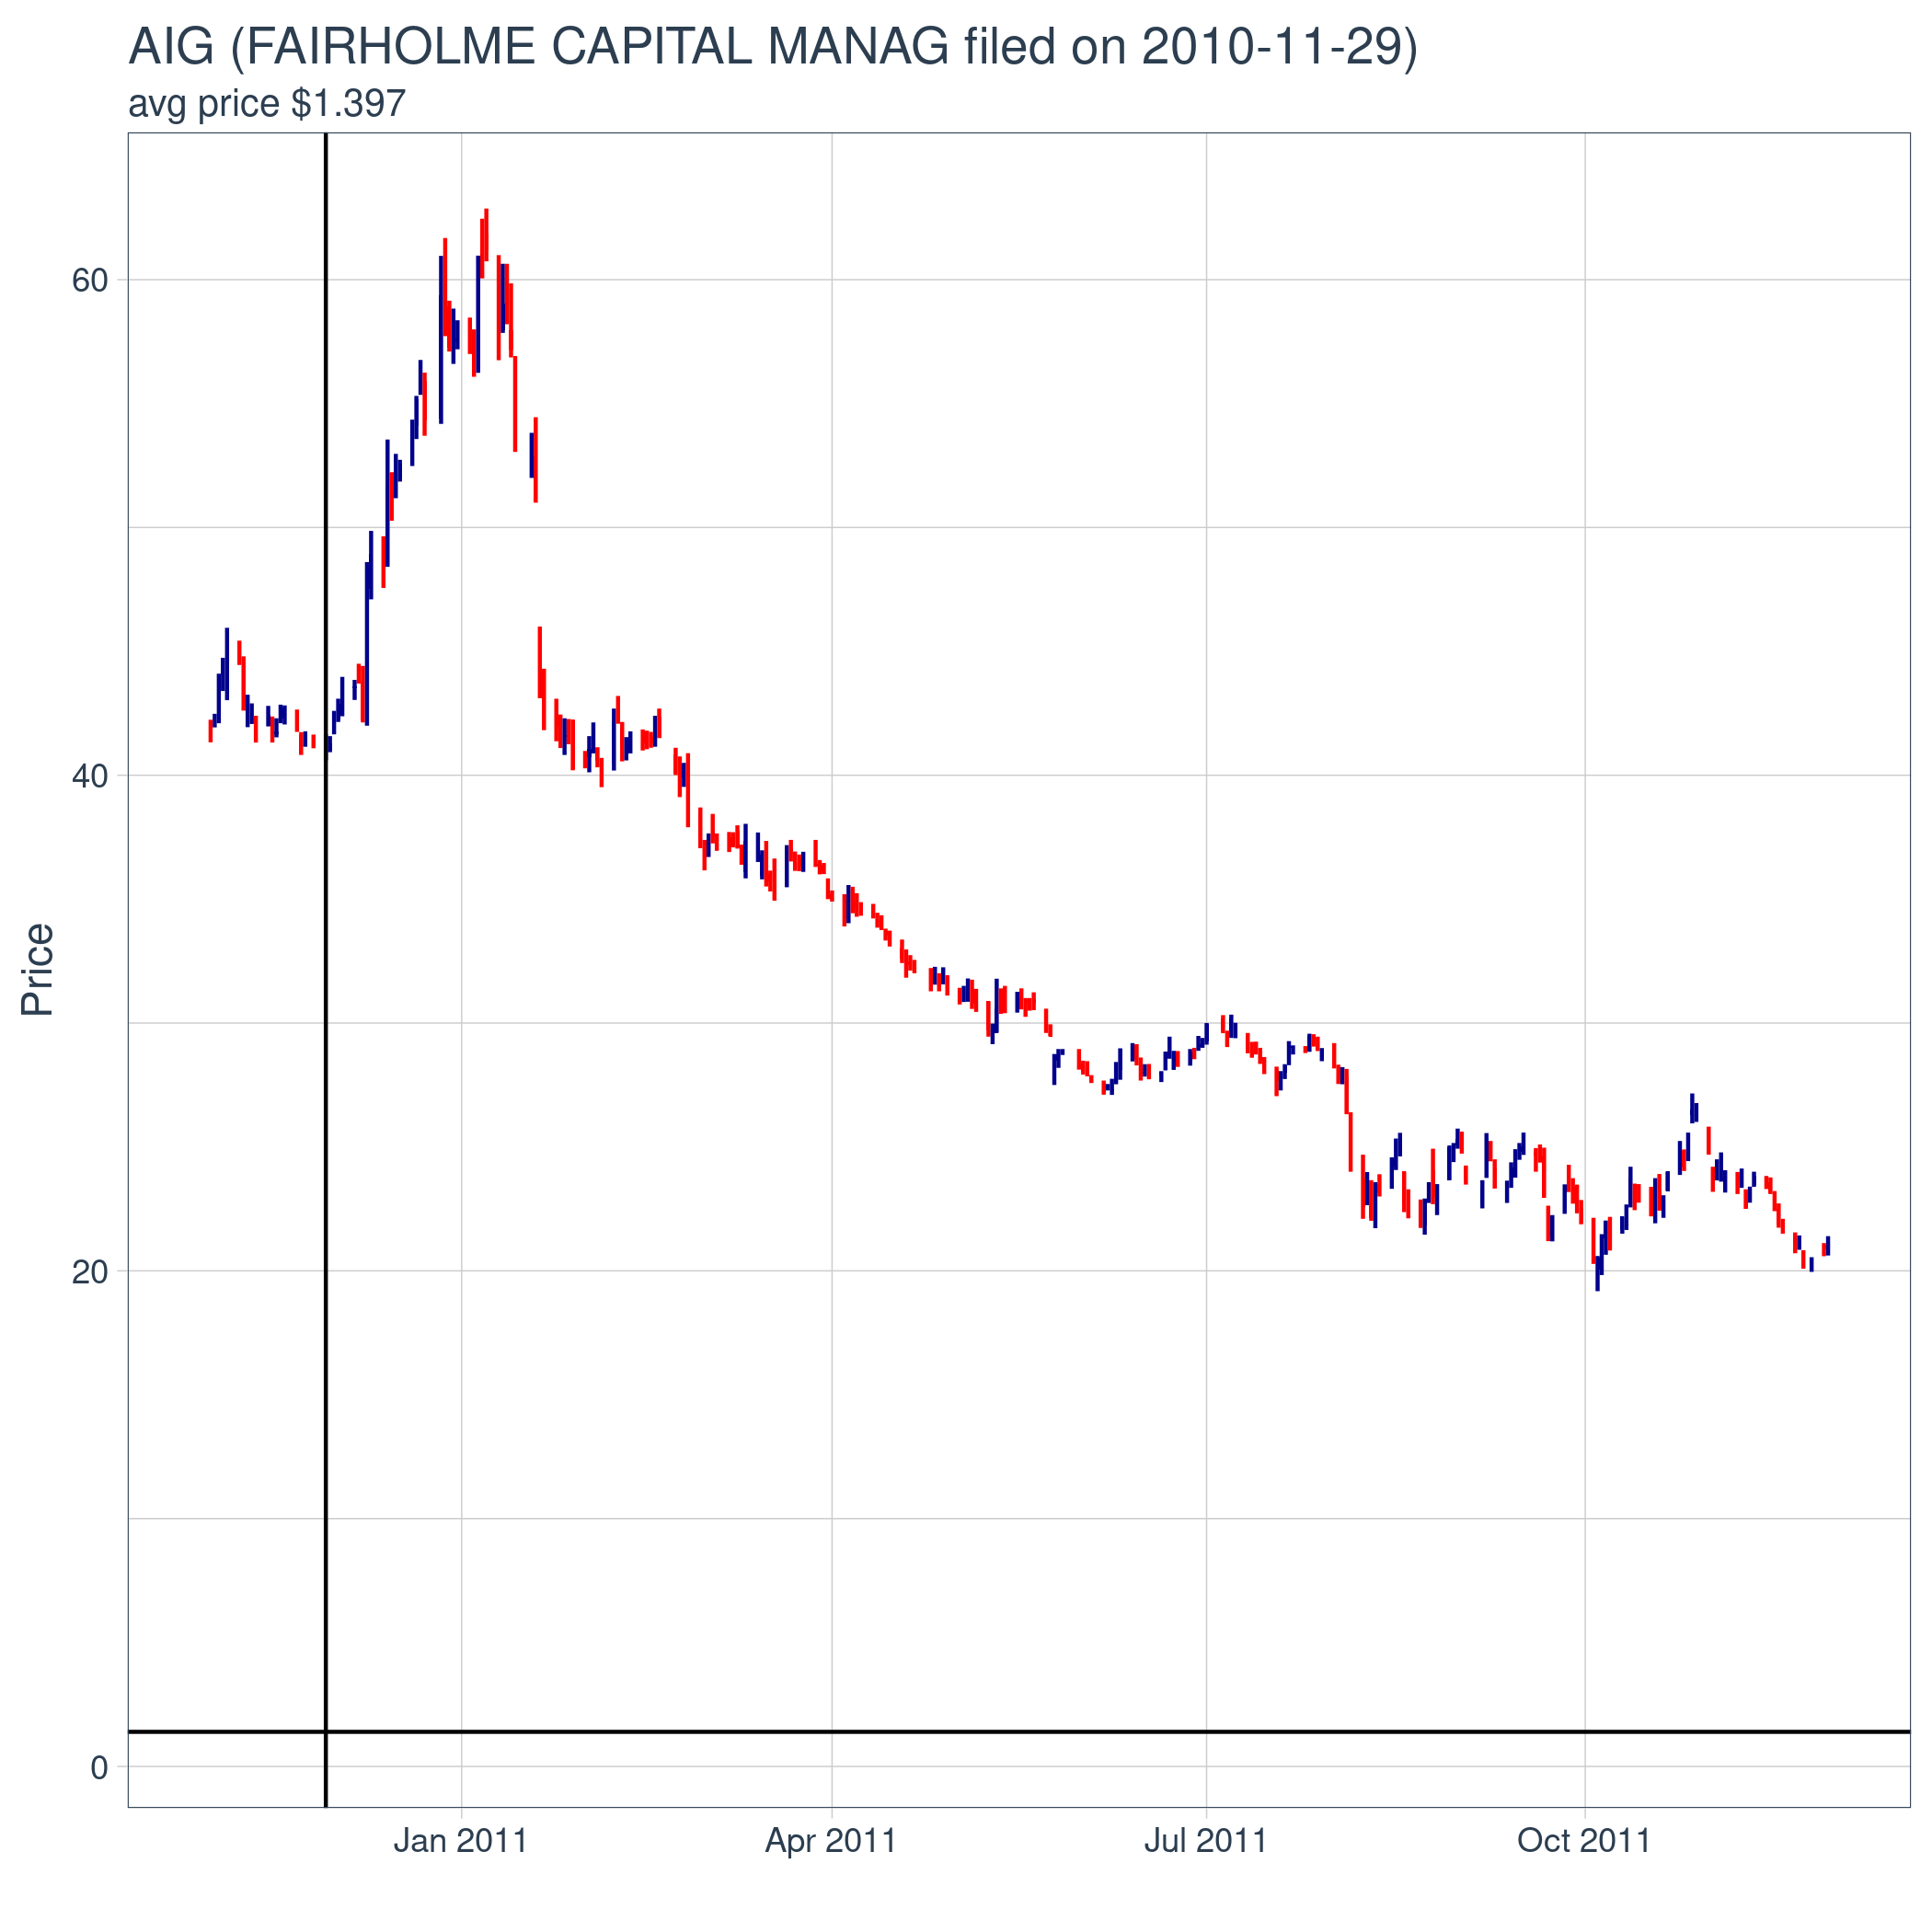 AIG (FAIRHOLME CAPITAL MANAG filed on 2010-11-29)
avg price $1.397
Price
60
40
20
0
Jan 2011
Apr 2011
Jul 2011
Oct 2011